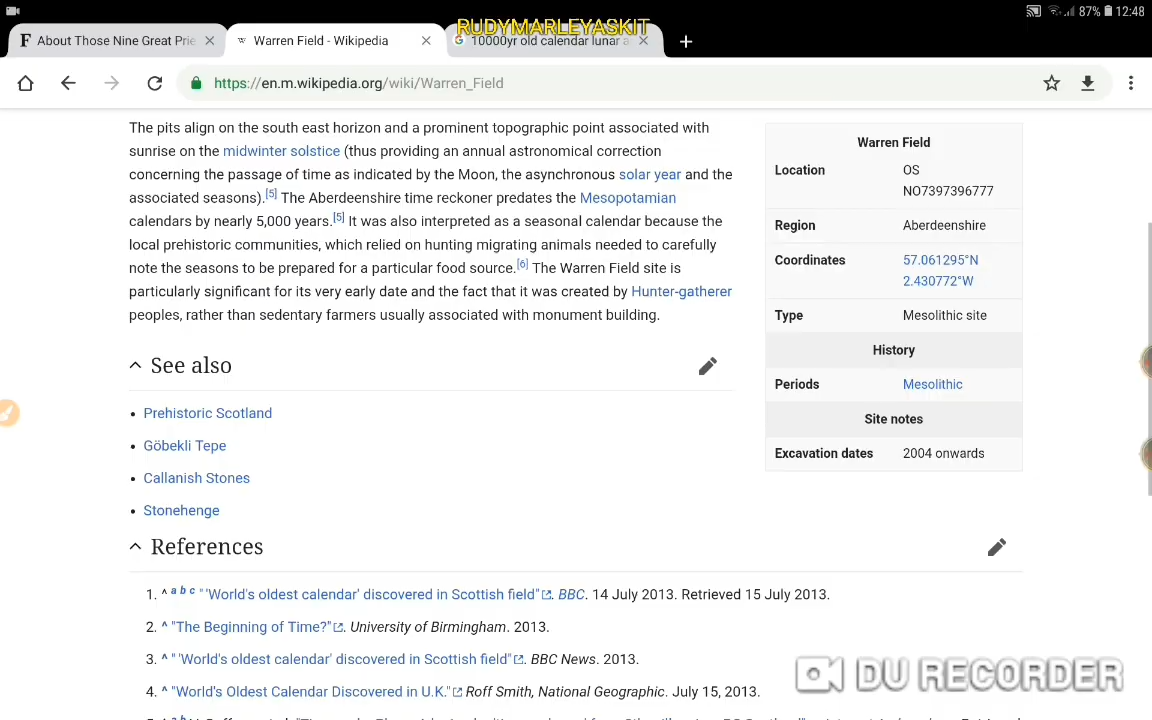 87% 12:48
RUDYMARLEYASKIT
F About Those Nine Great Prie
W Warren Field - Wikipedia
G 10000yr old calendar lunar a
https://en.m.wikipedia.org/wiki/Warren_Field
The pits align on the south east horizon and a prominent topographic point associated with
sunrise on the midwinter solstice (thus providing an annual astronomical correction
concerning the passage of time as indicated by the Moon, the asynchronous solar year and the
associated seasons).[5] The Aberdeenshire time reckoner predates the Mesopotamian
calendars by nearly 5,000 years.[5] It was also interpreted as a seasonal calendar because the
local prehistoric communities, which relied on hunting migrating animals needed to carefully
note the seasons to be prepared for a particular food source.[6] The Warren Field site is
particularly significant for its very early date and the fact that it was created by Hunter-gatherer
peoples, rather than sedentary farmers usually associated with monument building.
Warren Field
Location OS
NO7397396777
Region Aberdeenshire
Coordinates 57.061295°N
2.430772°W
Type Mesolithic site
History
Periods Mesolithic
Site notes
Excavation dates 2004 onwards
See also
• Prehistoric Scotland
• Göbekli Tepe
• Callanish Stones
• Stonehenge
References
1. ^ a b c "'World's oldest calendar' discovered in Scottish field". BBC. 14 July 2013. Retrieved 15 July 2013.
2. ^ "The Beginning of Time?". University of Birmingham. 2013.
3. ^ " 'World's oldest calendar' discovered in Scottish field". BBC News. 2013.
4. ^ "World's Oldest Calendar Discovered in U.K." Roff Smith, National Geographic. July 15, 2013.
DU RECORDER